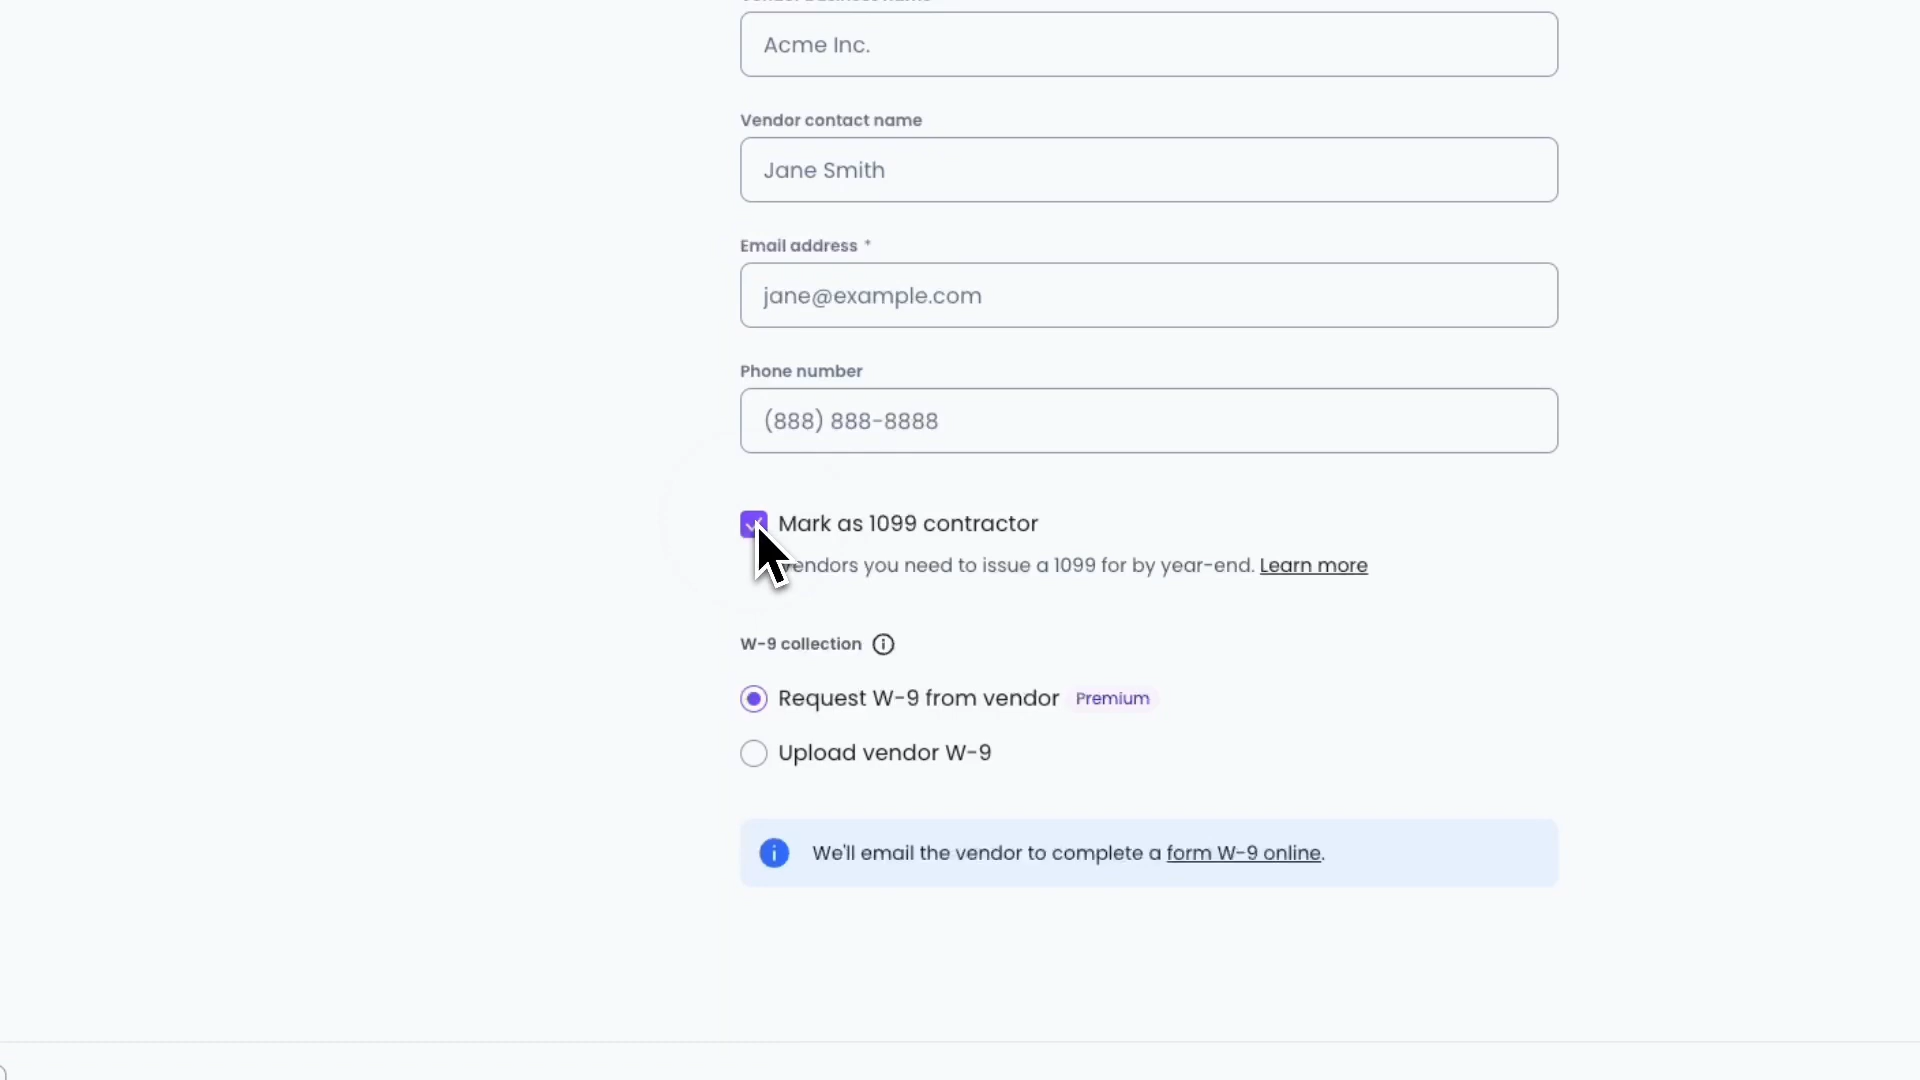 Acme Inc.
Vendor contact name
Jane Smith
Email address *
jane@example.com
Phone number
(888) 888-8888
Mark as 1099 contractor
you need to issue a 1099 for by year-end. Learn more
W-9 collection
Request W-9 from vendor Premium
Upload vendor W-9
We'll email the vendor to complete a form W-9 online.